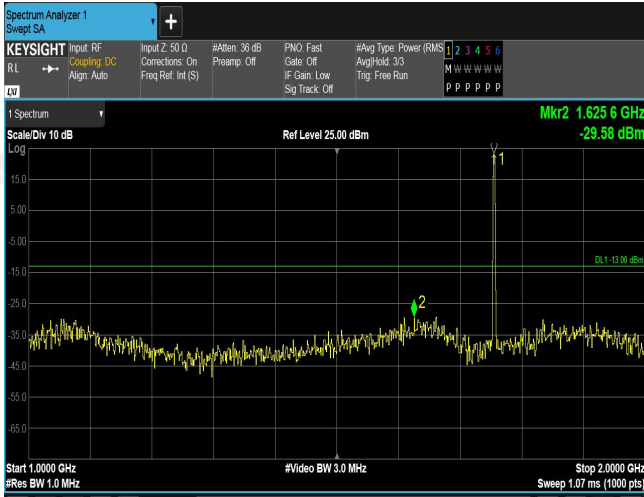 Spectrum Analyzer 1
Swept SA
+
KEYSIGHT Input: RF Input Z: 50 Ω #Atten: 36 dB PNO: Fast #Avg Type: Power (RMS 1 2 3 4 5 6
RL Coupling: DC Corrections: On Preamp: Off Gate: Off Avg|Hold: 3/3 M W W W W W
Align: Auto Freq Ref: Int (S) IF Gain: Low Trig: Free Run
LXI Sig Track: Off P P P P P P
1 Spectrum Mkr2 1.625 6 GHz
Scale/Div 10 dB Ref Level 25.00 dBm -29.58 dBm
Log
1
15.0
5.00
-5.00
DL1 -13.00 dBm
-15.0
-25.0
2
-35.0
-45.0
-55.0
-65.0
Start 1.0000 GHz #Video BW 3.0 MHz Stop 2.0000 GHz
#Res BW 1.0 MHz Sweep 1.07 ms (1000 pts)